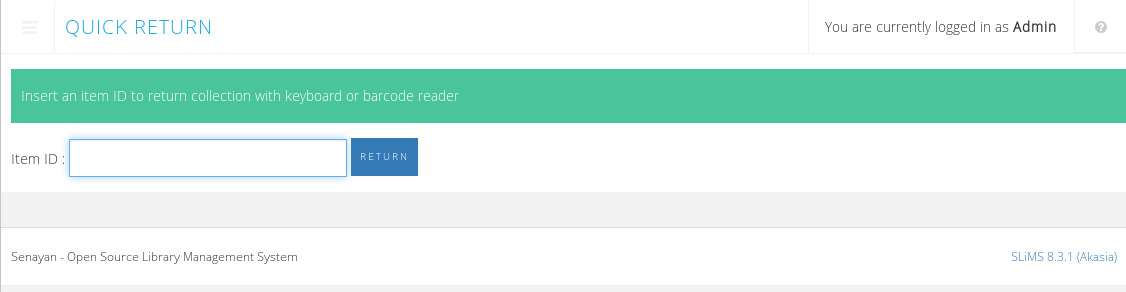 QUICK RETURN
You are currently logged in as Admin
Insert an item ID to return collection with keyboard or barcode reader
Item ID :
RETURN
Senayan - Open Source Library Management System
SLiMS 8.3.1 (Akasia)